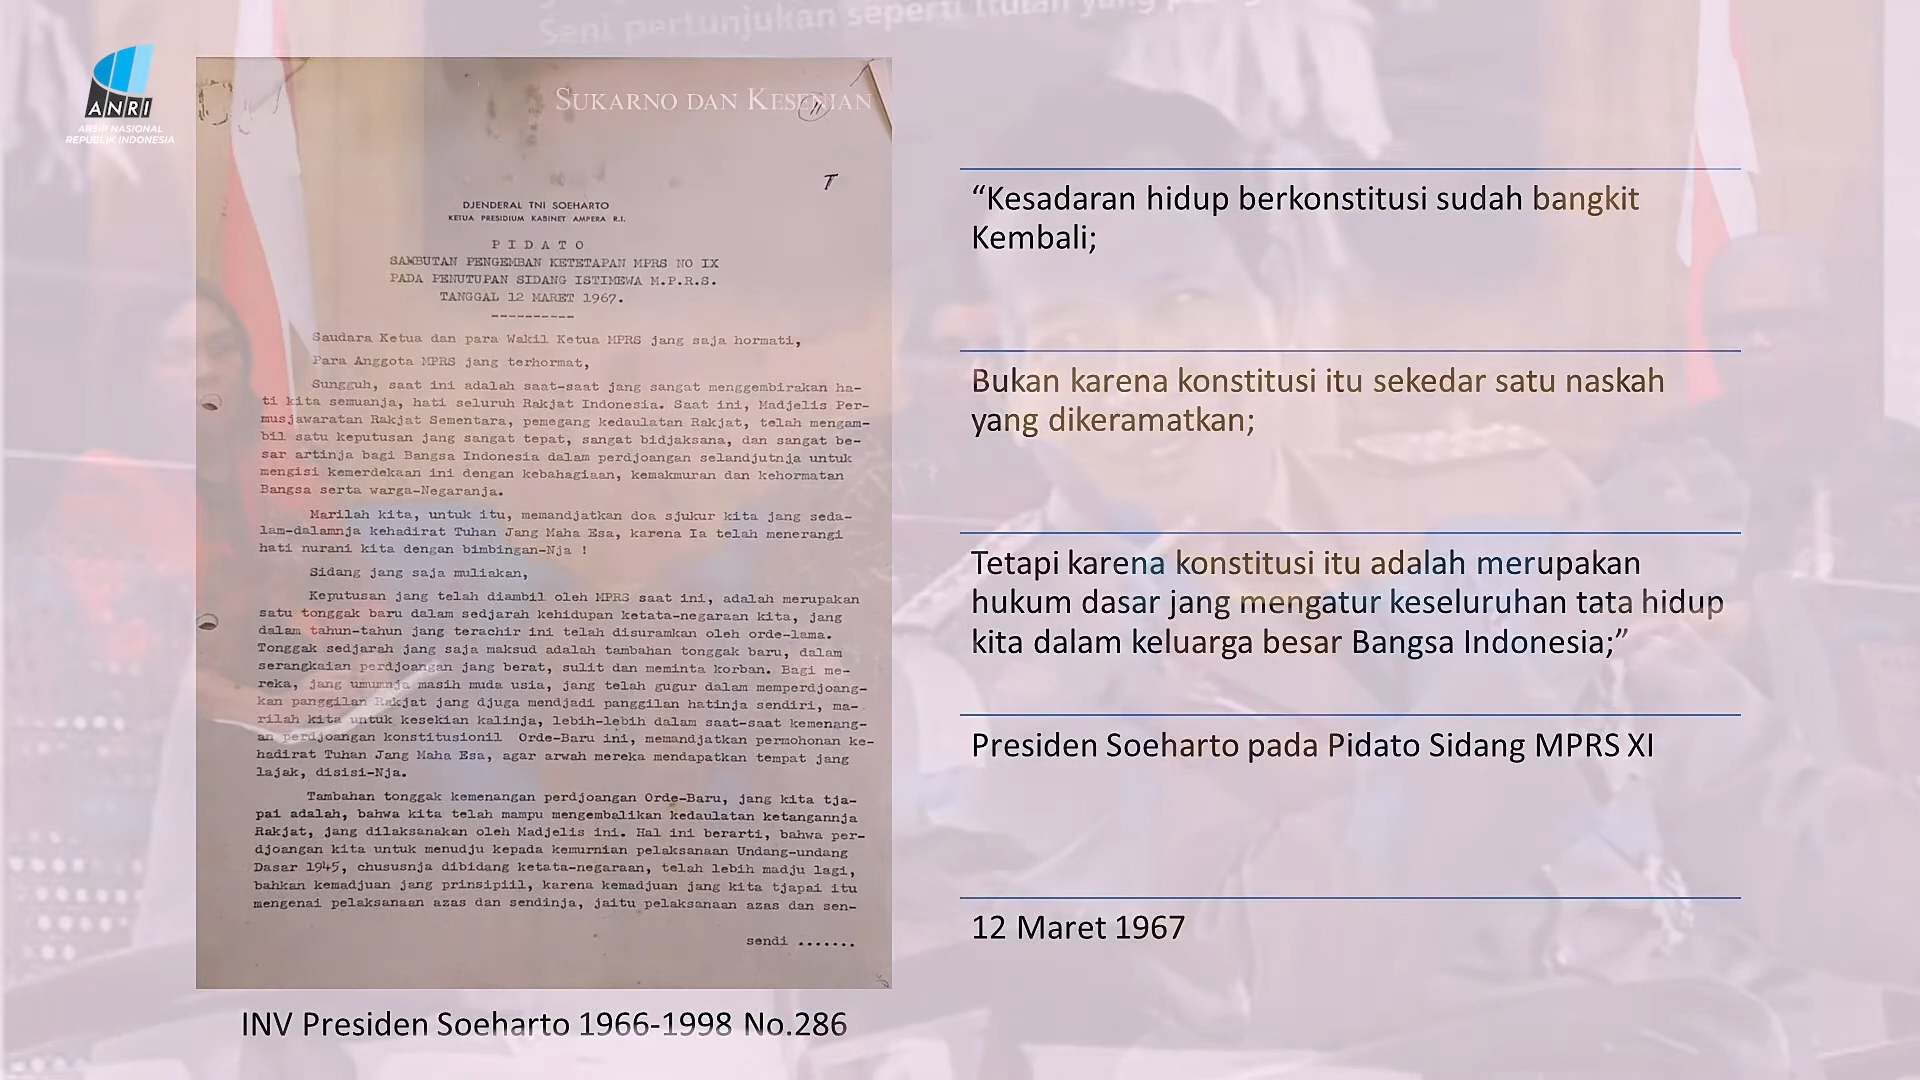 Seni pertunjukan seperti
ANRI
ARSIP NASIONAL
REPUBLIK INDONESIA
SUKARNO DAN KESENIAN
11
T
DJENDERAL TNI SOEHARTO
KETUA PRESIDIUM KABINET AMPERA R.I.
P I D A T O
SAMBUTAN PENGEMBAN KETETAPAN MPRS NO IX
PADA PENUTUPAN SIDANG ISTIMEWA M.P.R.S.
TANGGAL 12 MARET 1967.
----------
Saudara Ketua dan para Wakil Ketua MPRS jang saja hormati,
Para Anggota MPRS jang terhormat,
Sungguh, saat ini adalah saat-saat jang sangat menggembirakan ha-
ti kita semuanja, hati seluruh Rakjat Indonesia. Saat ini, Madjelis Per-
musjawaratan Rakjat Sementara, pemegang kedaulatan Rakjat, telah mengam-
bil satu keputusan jang sangat tepat, sangat bidjaksana, dan sangat be-
sar artinja bagi Bangsa Indonesia dalam perdjoangan selandjutnja untuk
mengisi kemerdekaan ini dengan kebahagiaan, kemakmuran dan kehormatan
Bangsa serta warga-Negaranja.
Marilah kita, untuk itu, memandjatkan doa sjukur kita jang seda-
lam-dalamnja kehadirat Tuhan Jang Maha Esa, karena Ia telah menerangi
hati nurani kita dengan bimbingan-Nja !
Sidang jang saja muliakan,
Keputusan jang telah diambil oleh MPRS saat ini, adalah merupakan
satu tonggak baru dalam sedjarah kehidupan ketata-negaraan kita, jang
dalam tahun-tahun jang terachir ini telah disuramkan oleh orde-lama.
Tonggak sedjarah jang saja maksud adalah tambahan tonggak baru, dalam
serangkaian perdjoangan jang berat, sulit dan meminta korban. Bagi me-
reka, jang umumnja masih muda usia, jang telah gugur dalam memperdjoang-
kan panggilan Rakjat jang djuga mendjadi panggilan hatinja sendiri, ma-
rilah kita untuk kesekian kalinja, lebih-lebih dalam saat-saat kemenang-
an perdjoangan konstitusionil Orde-Baru ini, memandjatkan permohonan ke-
hadirat Tuhan Jang Maha Esa, agar arwah mereka mendapatkan tempat jang
lajak, disisi-Nja.
Tambahan tonggak kemenangan perdjoangan Orde-Baru, jang kita tja-
pai adalah, bahwa kita telah mampu mengembalikan kedaulatan ketangannja
Rakjat, jang dilaksanakan oleh Madjelis ini. Hal ini berarti, bahwa per-
djoangan kita untuk menudju kepada kemurnian pelaksanaan Undang-undang
Dasar 1945, chususnja dibidang ketata-negaraan, telah lebih madju lagi,
bahkan kemadjuan jang prinsipiil, karena kemadjuan jang kita tjapai itu
mengenai pelaksanaan azas dan sendinja, jaitu pelaksanaan azas dan sen-
sendi .......
INV Presiden Soeharto 1966-1998 No.286
“Kesadaran hidup berkonstitusi sudah bangkit
Kembali;
Bukan karena konstitusi itu sekedar satu naskah
yang dikeramatkan;
Tetapi karena konstitusi itu adalah merupakan
hukum dasar jang mengatur keseluruhan tata hidup
kita dalam keluarga besar Bangsa Indonesia;”
Presiden Soeharto pada Pidato Sidang MPRS XI
12 Maret 1967